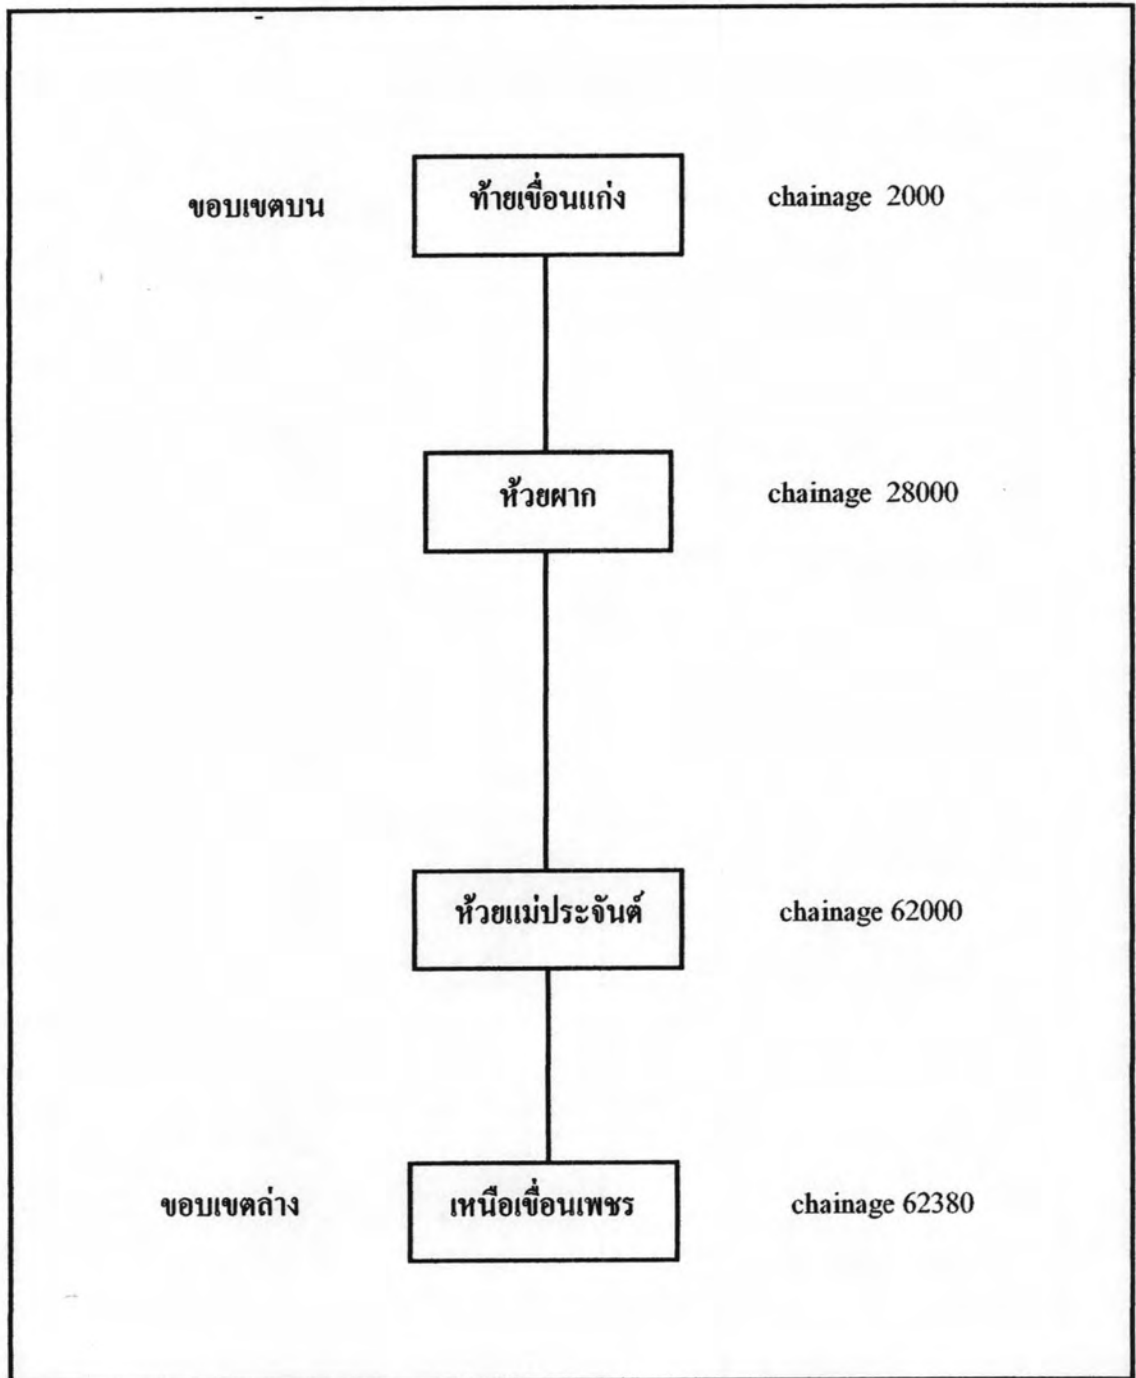 ขอบเขตบน ท้ายเขื่อนแก่ง chainage 2000
ห้วยผาก chainage 28000
ห้วยแม่ประจันต์ chainage 62000
ขอบเขตล่าง เหนือเขื่อนเพชร chainage 62380